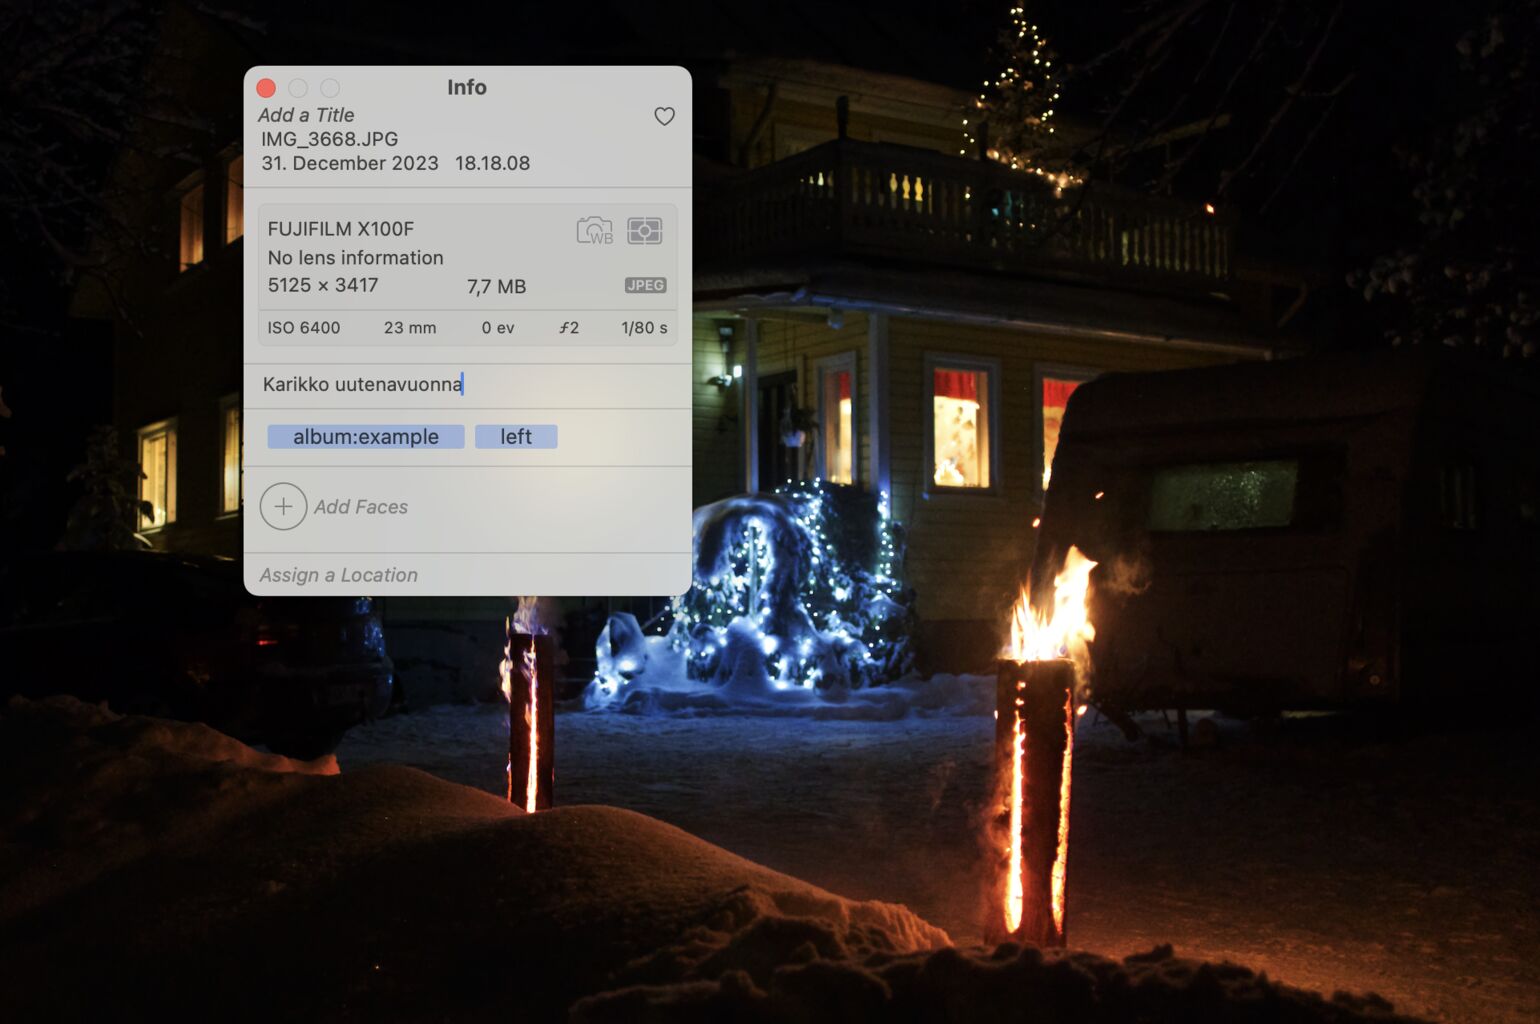 Info
Add a Title
IMG_3668.JPG
31. December 2023 18.18.08
FUJIFILM X100F
WB
No lens information
5125 × 3417 7,7 MB JPEG
ISO 6400 23 mm 0 ev ƒ2 1/80 s
Karikko uutenavuonna
album:example left
Add Faces
Assign a Location